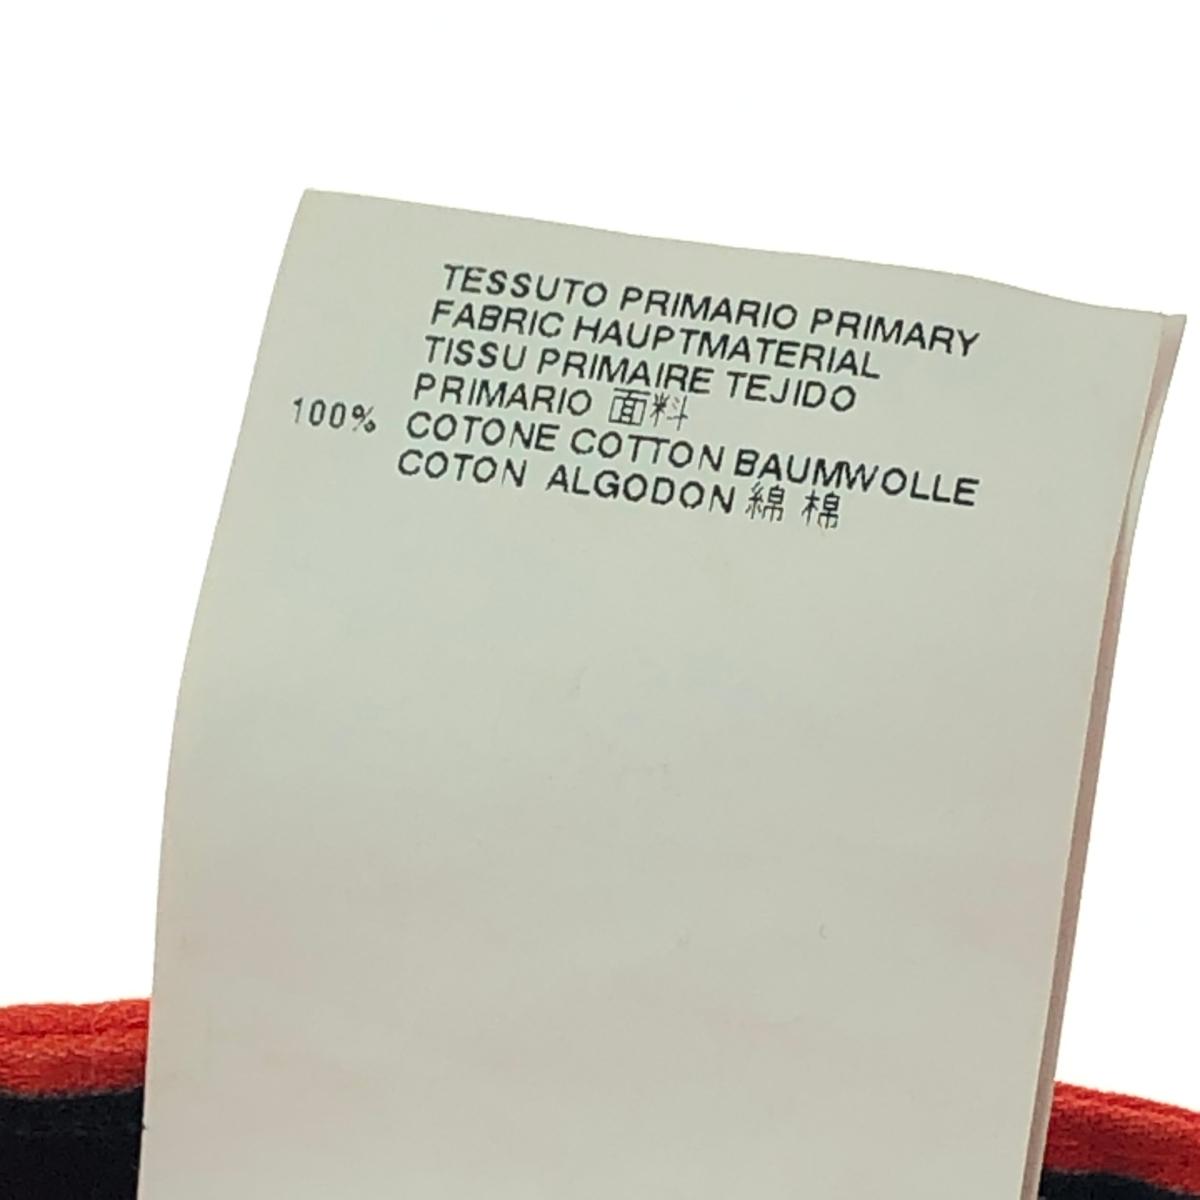 TESSUTO PRIMARIO PRIMARY
FABRIC HAUPTMATERIAL
TISSU PRIMAIRE TEJIDO
PRIMARIO 面料
100% COTONE COTTON BAUMWOLLE
COTON ALGODON 綿 棉